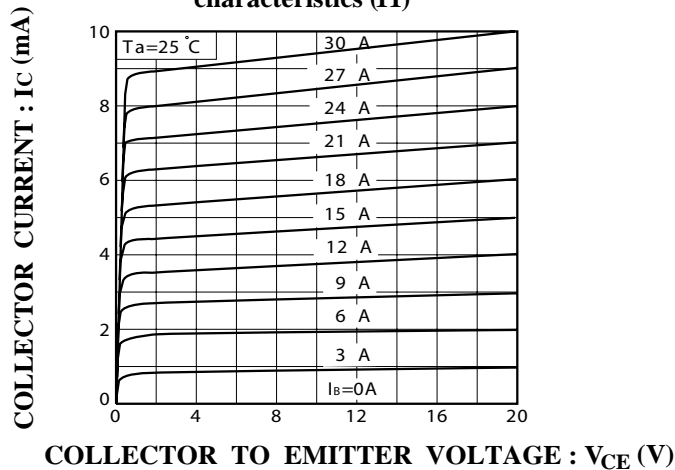 characteristics (II)
COLLECTOR CURRENT : IC (mA)
Ta=25 °C
30 A
27 A
24 A
21 A
18 A
15 A
12 A
9 A
6 A
3 A
IB=0A
10
8
6
4
2
0
0 4 8 12 16 20
COLLECTOR TO EMITTER VOLTAGE : VCE (V)